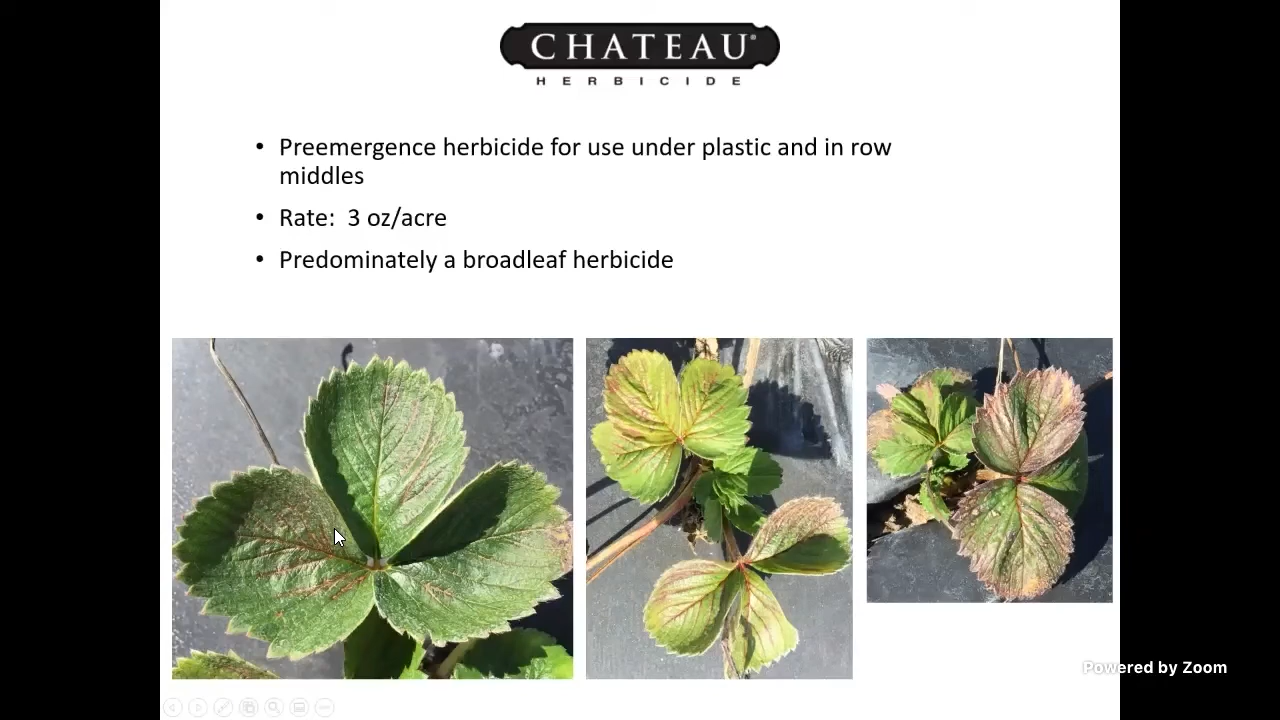 CHATEAU®
HERBICIDE
• Preemergence herbicide for use under plastic and in row
middles
• Rate: 3 oz/acre
• Predominately a broadleaf herbicide
Powered by Zoom